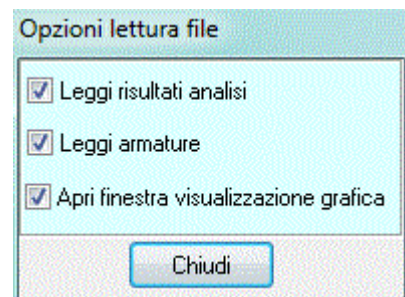 Opzioni lettura file
Leggi risultati analisi
Leggi armature
Apri finestra visualizzazione grafica
Chiudi